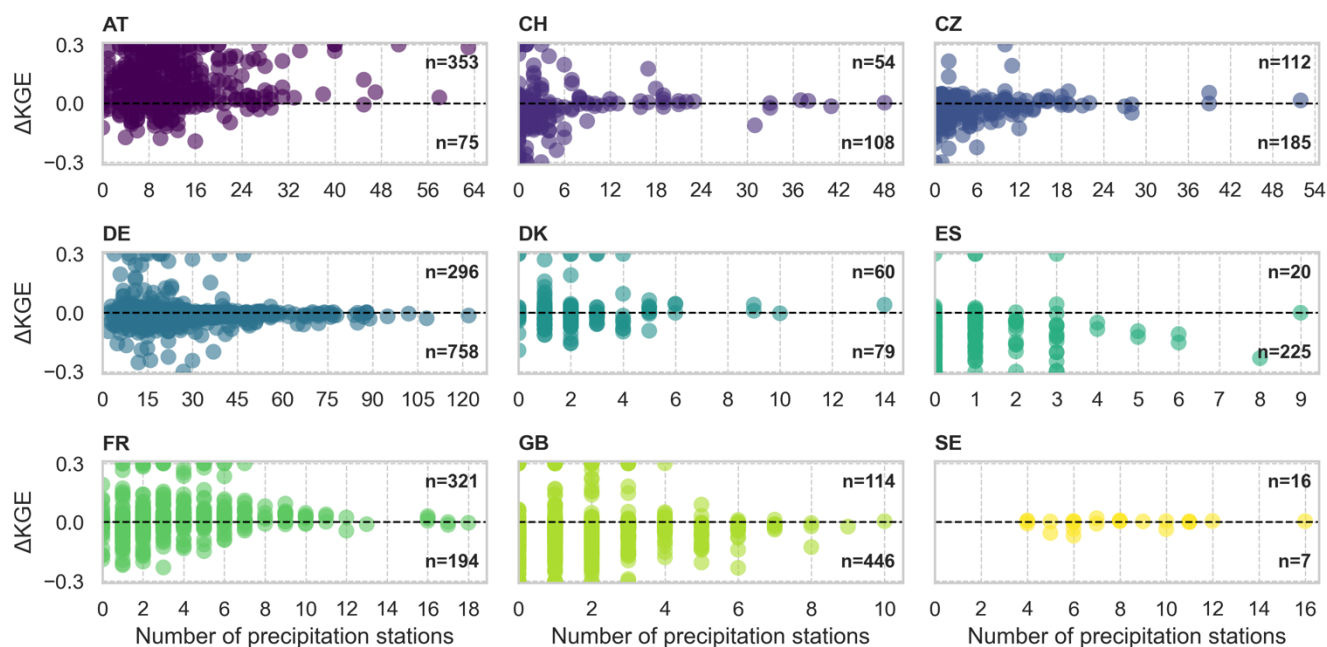 AT CH CZ
ΔKGE 0.3 0.0 −0.3 n=353 n=75 n=54 n=108 n=112 n=185
0 8 16 24 32 40 48 56 64 0 6 12 18 24 30 36 42 48 0 6 12 18 24 30 36 42 48 54
DE DK ES
ΔKGE 0.3 0.0 −0.3 n=296 n=758 n=60 n=79 n=20 n=225
0 15 30 45 60 75 90 105 120 0 2 4 6 8 10 12 14 0 1 2 3 4 5 6 7 8 9
FR GB SE
ΔKGE 0.3 0.0 −0.3 n=321 n=194 n=114 n=446 n=16 n=7
0 2 4 6 8 10 12 14 16 18 0 2 4 6 8 10 0 2 4 6 8 10 12 14 16
Number of precipitation stations Number of precipitation stations Number of precipitation stations